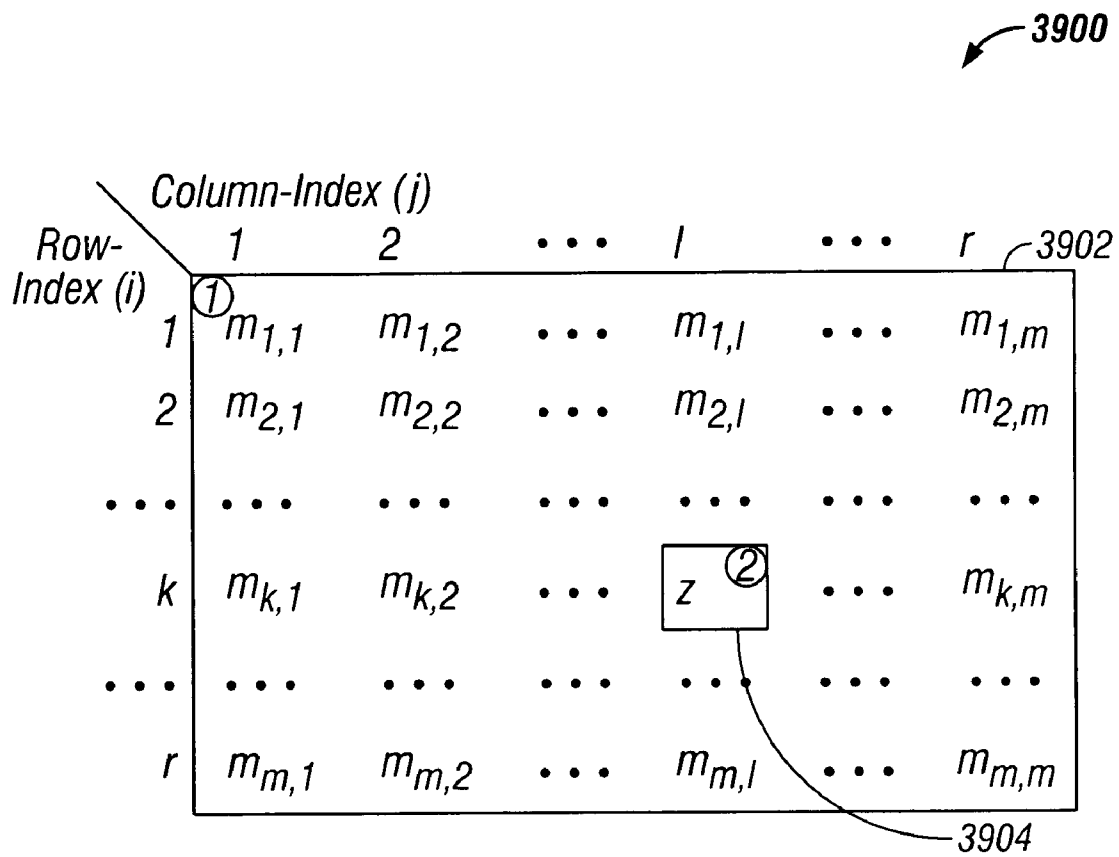 3900
Column-Index (j)
Row-Index (i)
1 2 ••• l ••• r 3902
①
1 m1,1 m1,2 ••• m1,l ••• m1,m
2 m2,1 m2,2 ••• m2,l ••• m2,m
••• ••• ••• ••• ••• ••• •••
k mk,1 mk,2 ••• z ② ••• mk,m
••• ••• ••• ••• ••• ••• •••
r mm,1 mm,2 ••• mm,l ••• mm,m
3904